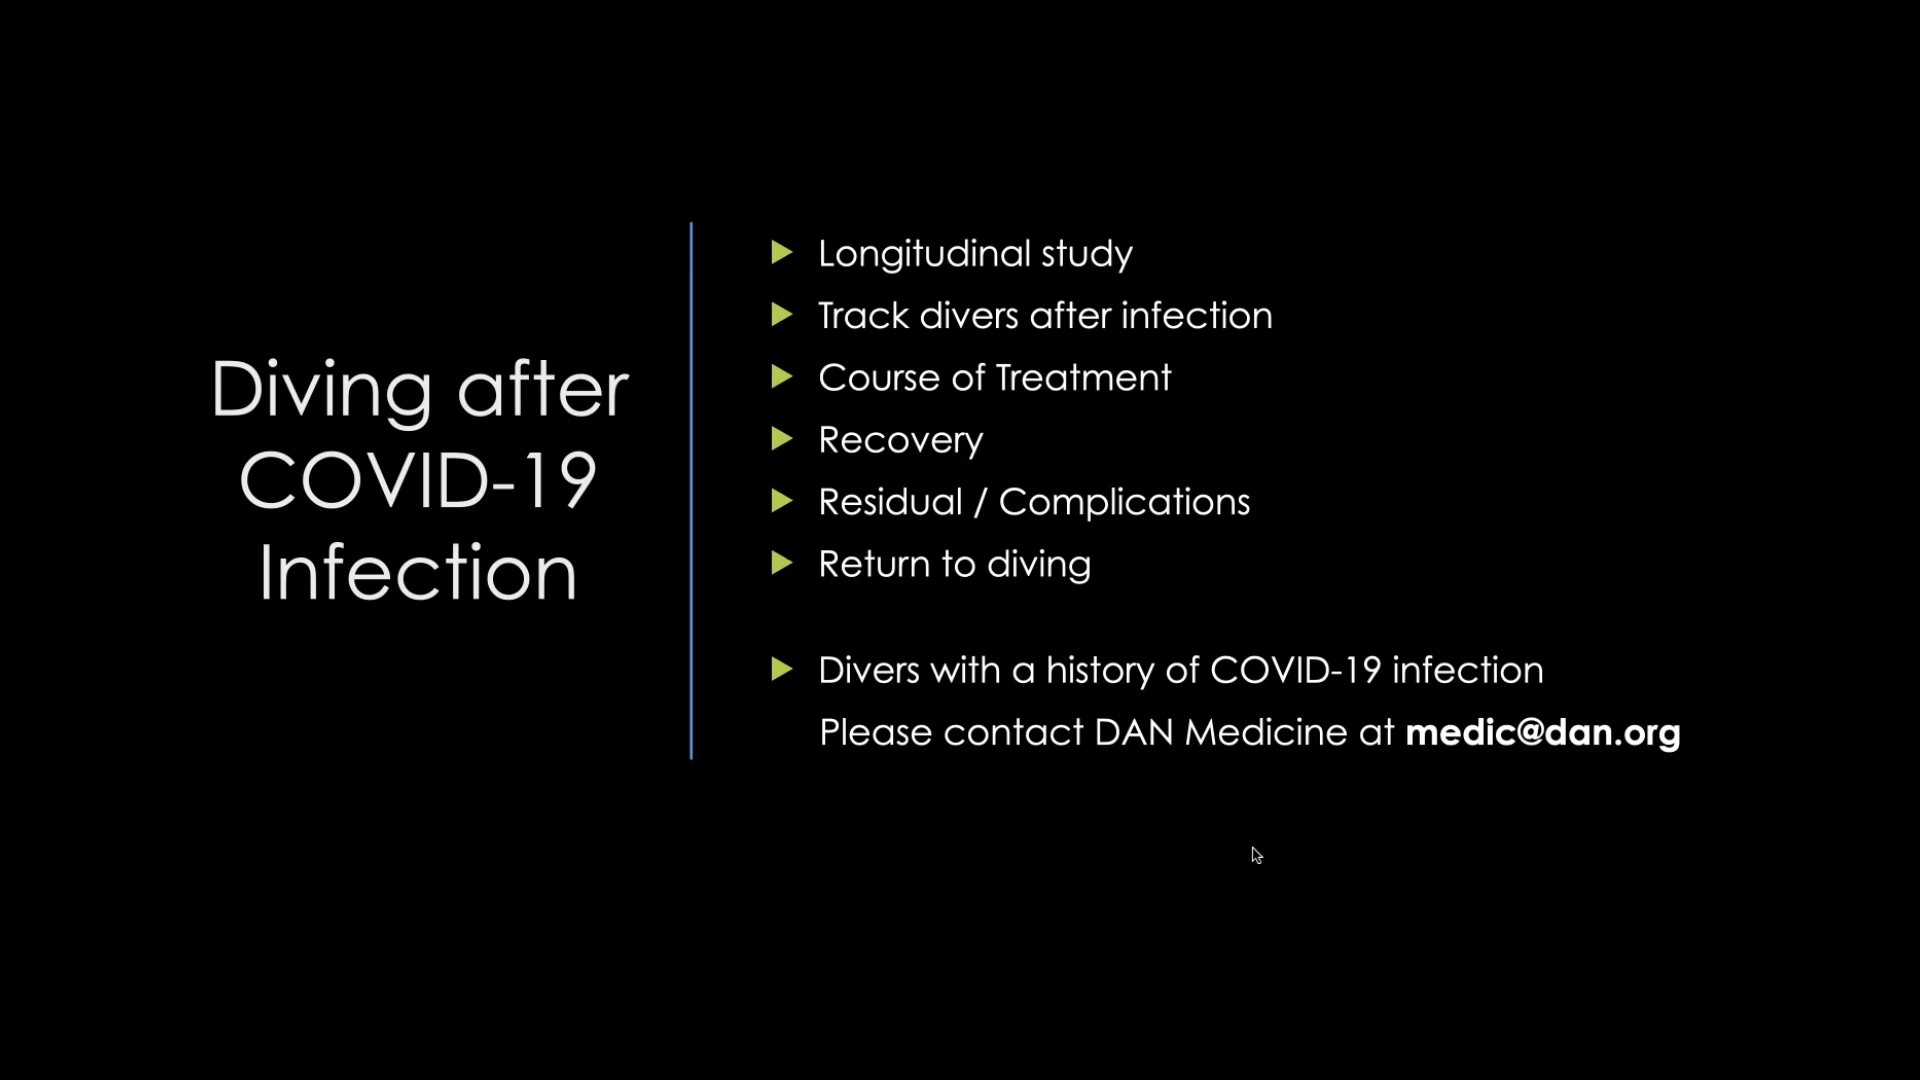 Diving after
COVID-19
Infection
Longitudinal study
Track divers after infection
Course of Treatment
Recovery
Residual / Complications
Return to diving
Divers with a history of COVID-19 infection
Please contact DAN Medicine at medic@dan.org